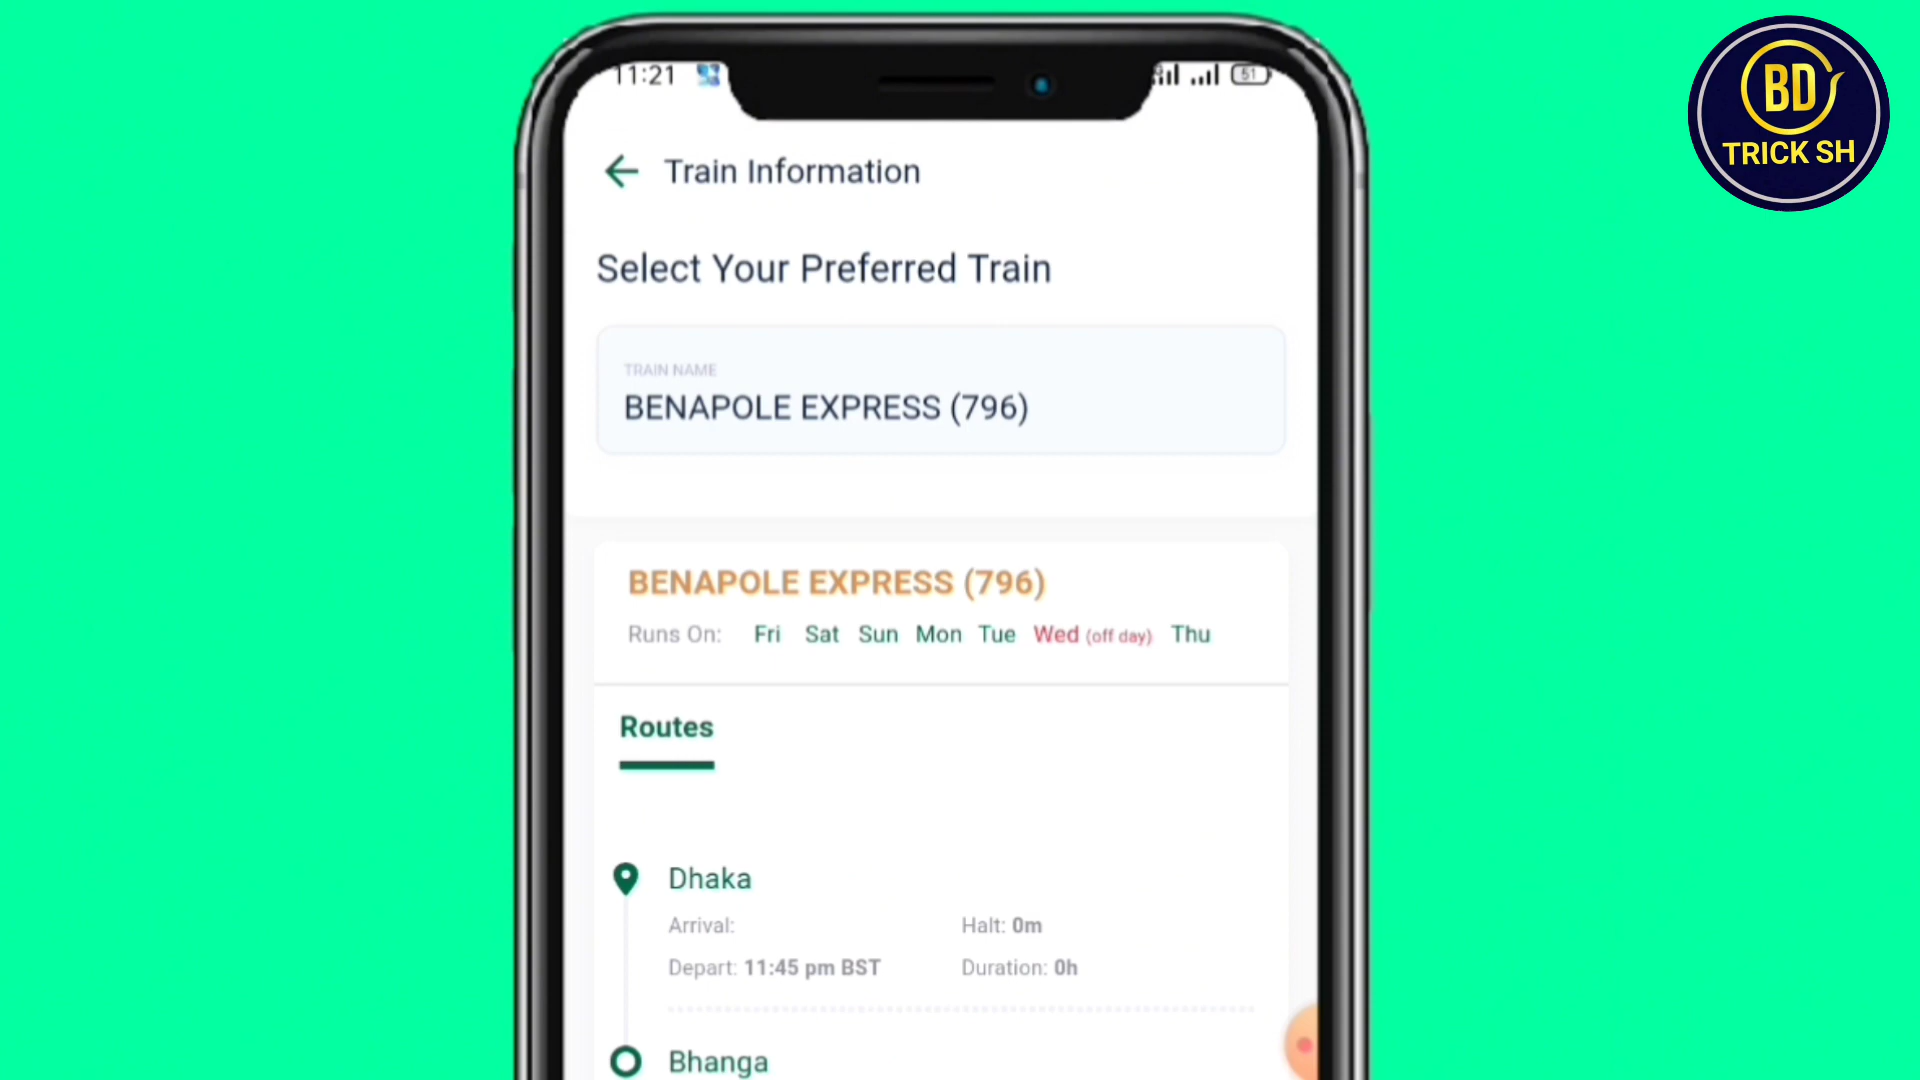 11:21
51
BD
TRICK SH
Train Information
Select Your Preferred Train
TRAIN NAME
BENAPOLE EXPRESS (796)
BENAPOLE EXPRESS (796)
Runs On: Fri Sat Sun Mon Tue Wed (off day) Thu
Routes
Dhaka
Arrival: Halt: 0m
Depart: 11:45 pm BST Duration: 0h
Bhanga